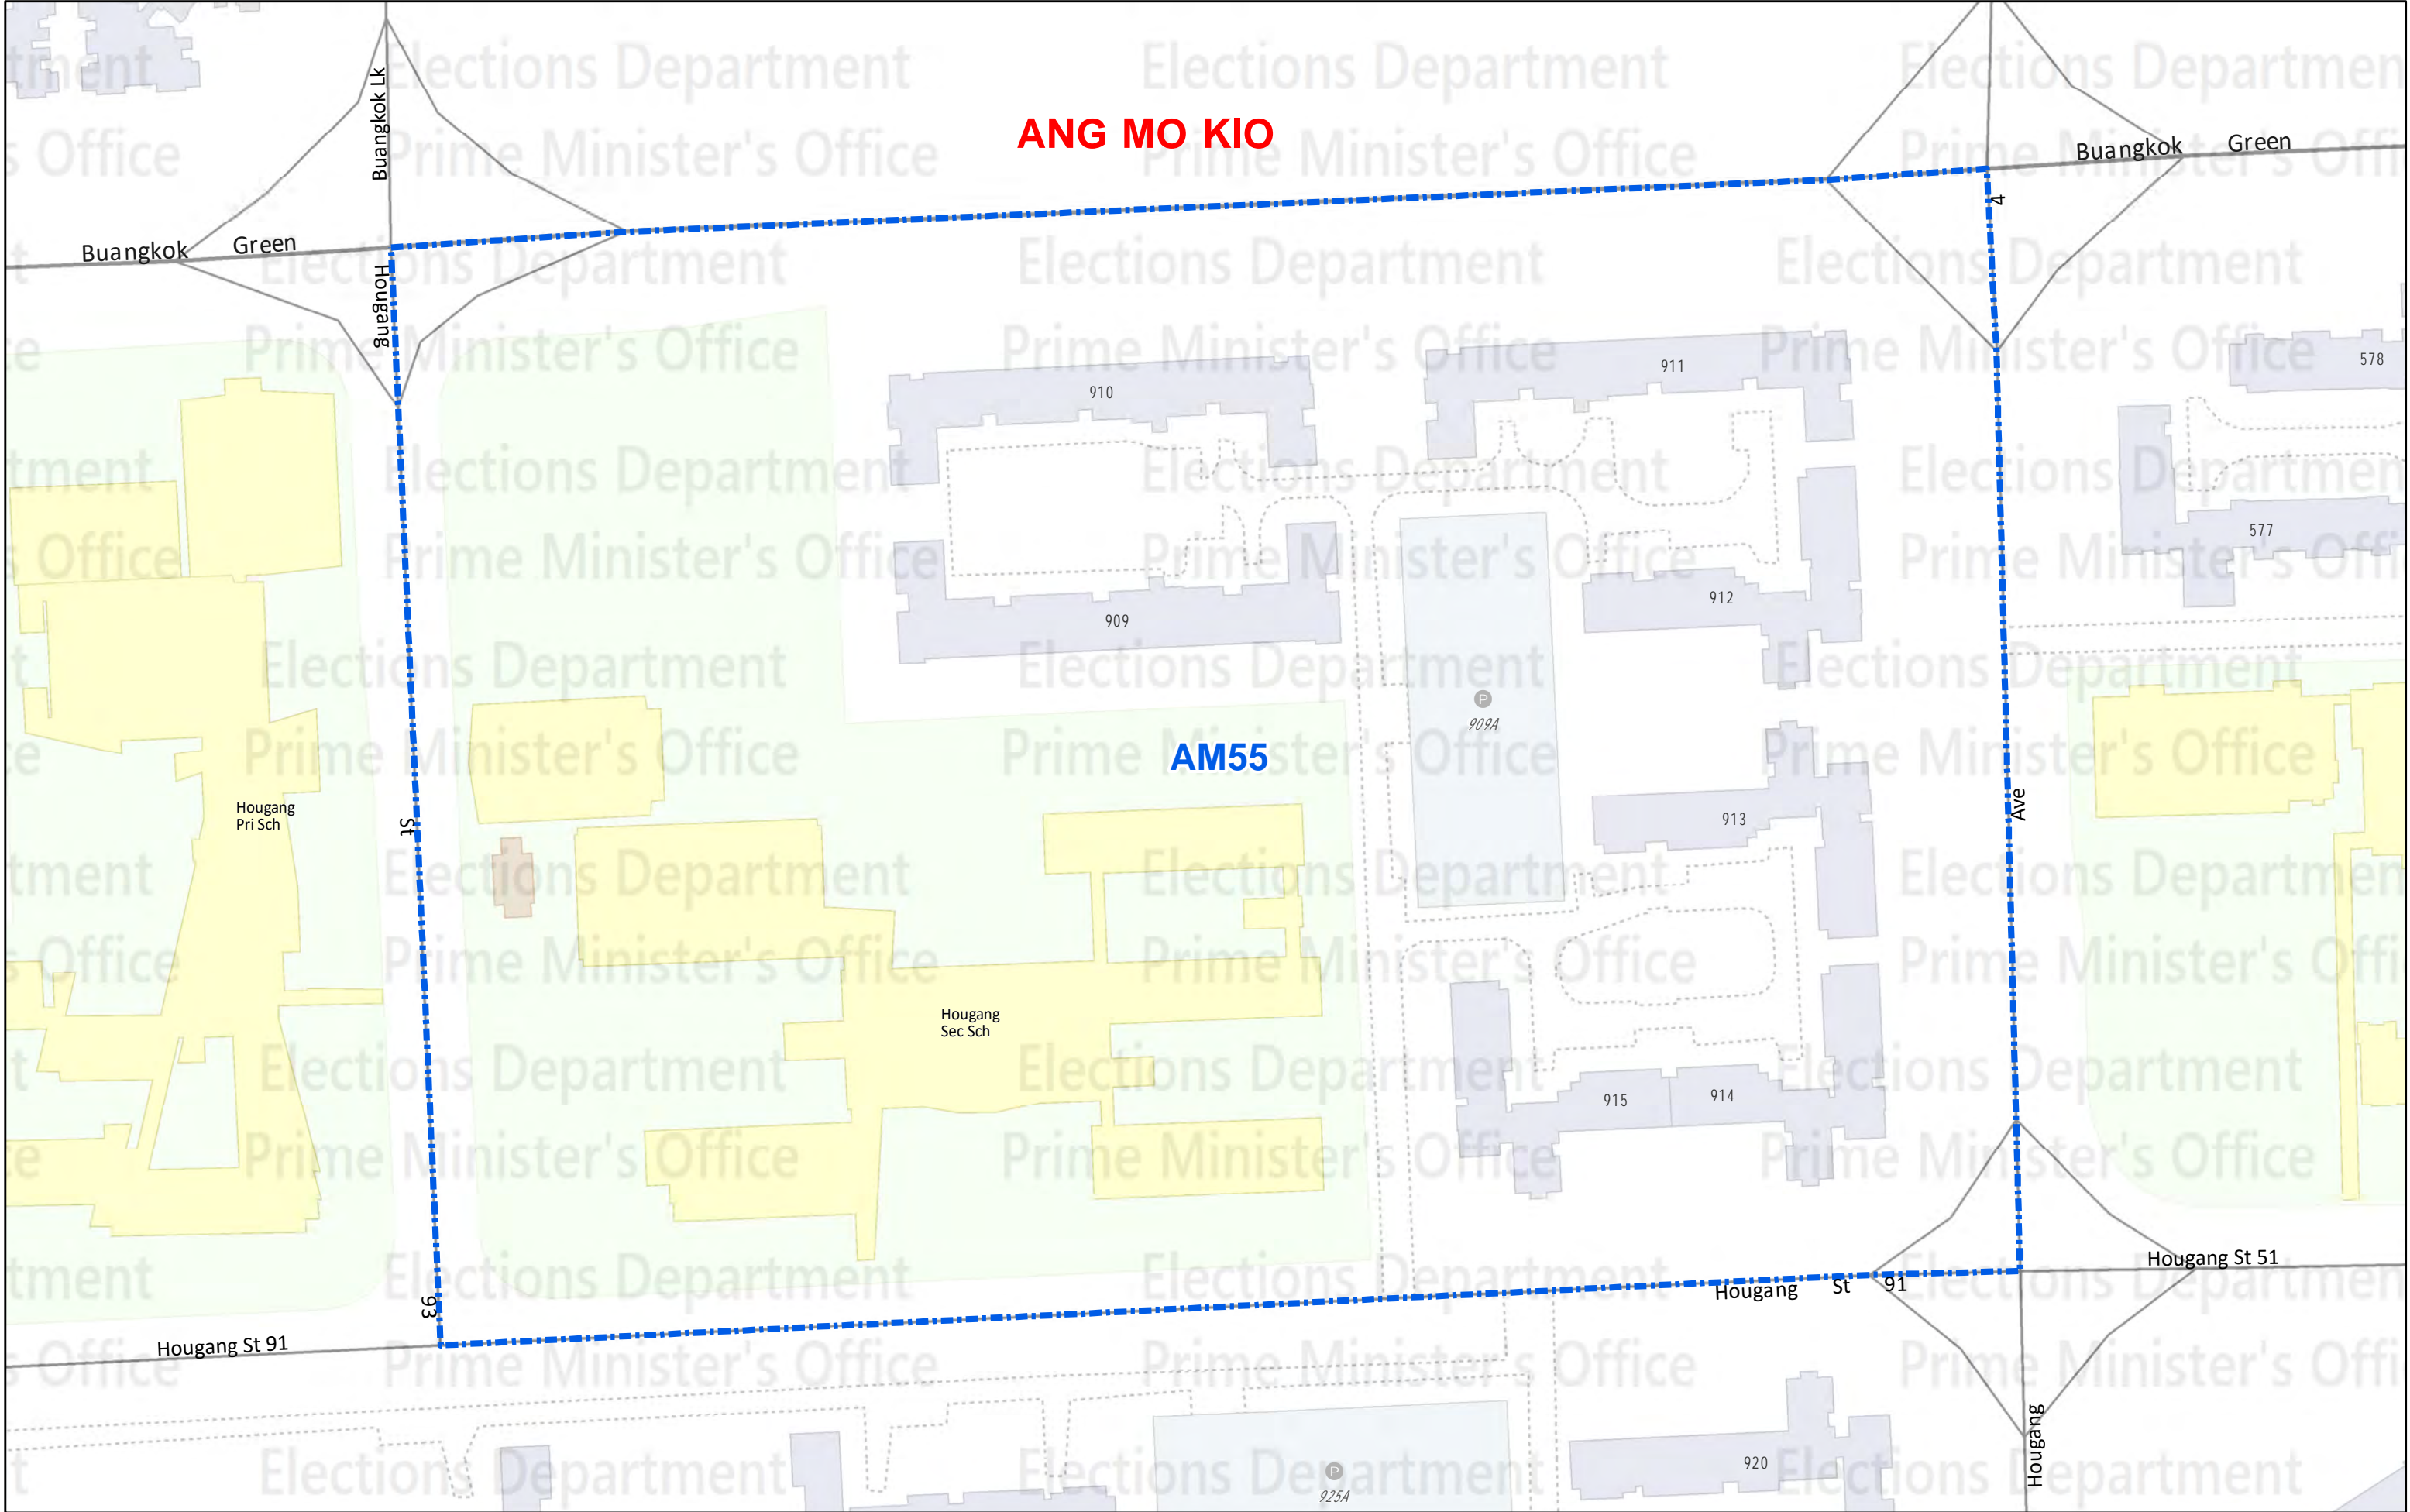 Elections Department
Prime Minister's Office
ANG MO KIO
Buangkok Lk
Buangkok Green
Buangkok Green
Hougang St 93
Hougang Ave 4
910
911
578
577
912
909
P
909A
AM55
913
Hougang
Pri Sch
Hougang
Sec Sch
915
914
Hougang St 51
Hougang St 91
Hougang St 91
920
P
925A